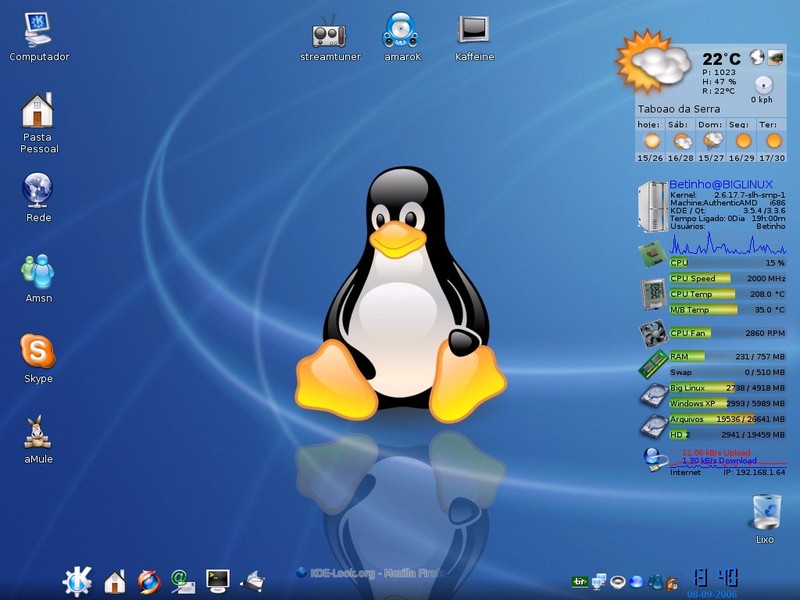 Computador
streamtuner
amaroK
Kaffeine
Pasta
Pessoal
Rede
Amsn
Skype
aMule
22°C
P: 1023
H: 47 %
R: 22°C
0 kph
Taboao da Serra
hoje: Sáb: Dom: Seg: Ter:
15/26 16/28 15/27 16/29 17/30
Betinho@BIGLINUX
Kernel: 2.6.17.7-slh-smp-1
Machine:AuthenticAMD i686
KDE / Qt: 3.5.4 /3.3.6
Tempo Ligado: 0Dia 19h:00m
Usuários: Betinho
CPU 15 %
CPU Speed 2000 MHz
CPU Temp 208.0 °C
M/B Temp 35.0 °C
CPU Fan 2860 RPM
RAM 231 / 757 MB
Swap 0 / 510 MB
Big Linux 2738 / 4918 MB
Windows XP 2993 / 5989 MB
Arquivos 19536 / 26641 MB
HD 2 2941 / 19459 MB
11.06 kB/s Upload
1.30 kB/s Download
Internet IP: 192.168.1.64
Lixo
KDE-Look.org - Mozilla Firef
br
08-09-2006